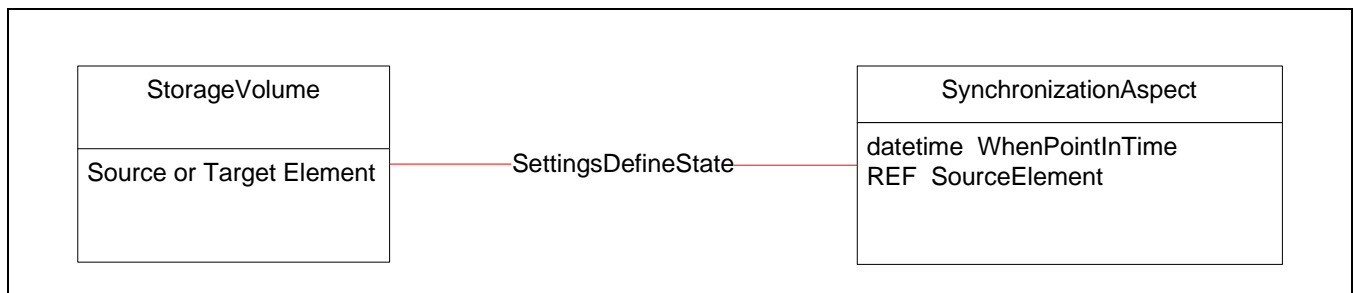 StorageVolume
Source or Target Element
SettingsDefineState
SynchronizationAspect
datetime WhenPointInTime
REF SourceElement